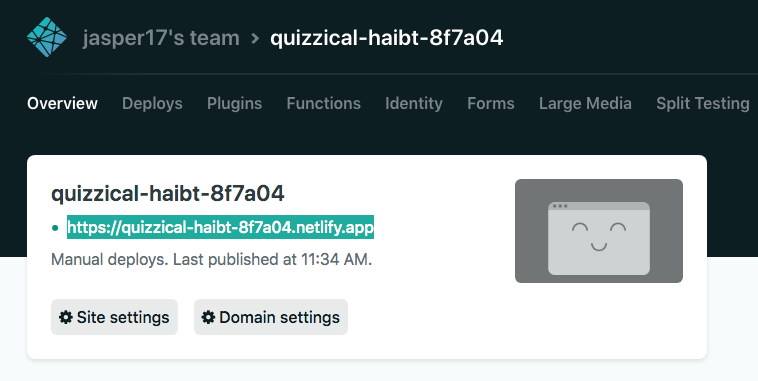 jasper17's team > quizzical-haibt-8f7a04
Overview Deploys Plugins Functions Identity Forms Large Media Split Testing
quizzical-haibt-8f7a04
https://quizzical-haibt-8f7a04.netlify.app
Manual deploys. Last published at 11:34 AM.
Site settings Domain settings